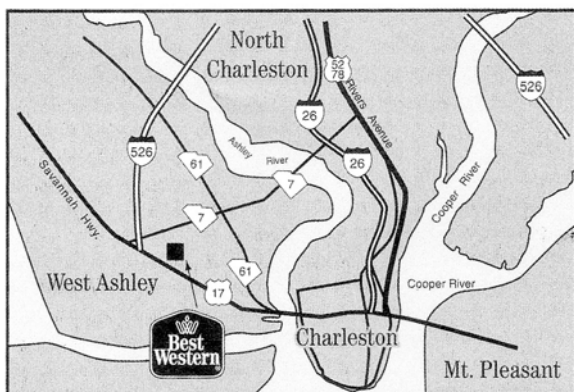 North
Charleston
52
78
Rivers Avenue
526
26
526
61
Ashley
River
26
7
Cooper River
7
Savannah Hwy.
West Ashley
61
17
Cooper River
Charleston
Best
Western
Mt. Pleasant